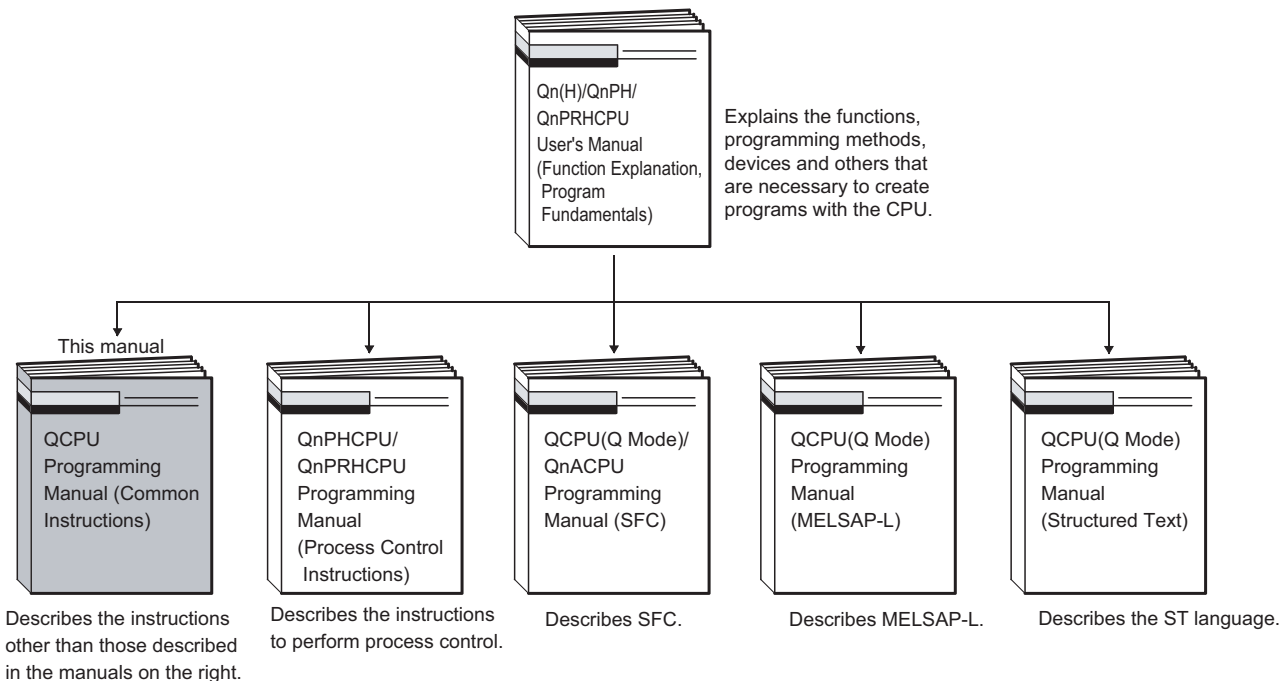 Qn(H)/QnPH/
QnPRHCPU
User's Manual
(Function Explanation,
Program
Fundamentals)
Explains the functions,
programming methods,
devices and others that
are necessary to create
programs with the CPU.
This manual
QCPU
Programming
Manual (Common
Instructions)
Describes the instructions
other than those described
in the manuals on the right.
QnPHCPU/
QnPRHCPU
Programming
Manual
(Process Control
Instructions)
Describes the instructions
to perform process control.
QCPU(Q Mode)/
QnACPU
Programming
Manual (SFC)
Describes SFC.
QCPU(Q Mode)
Programming
Manual
(MELSAP-L)
Describes MELSAP-L.
QCPU(Q Mode)
Programming
Manual
(Structured Text)
Describes the ST language.